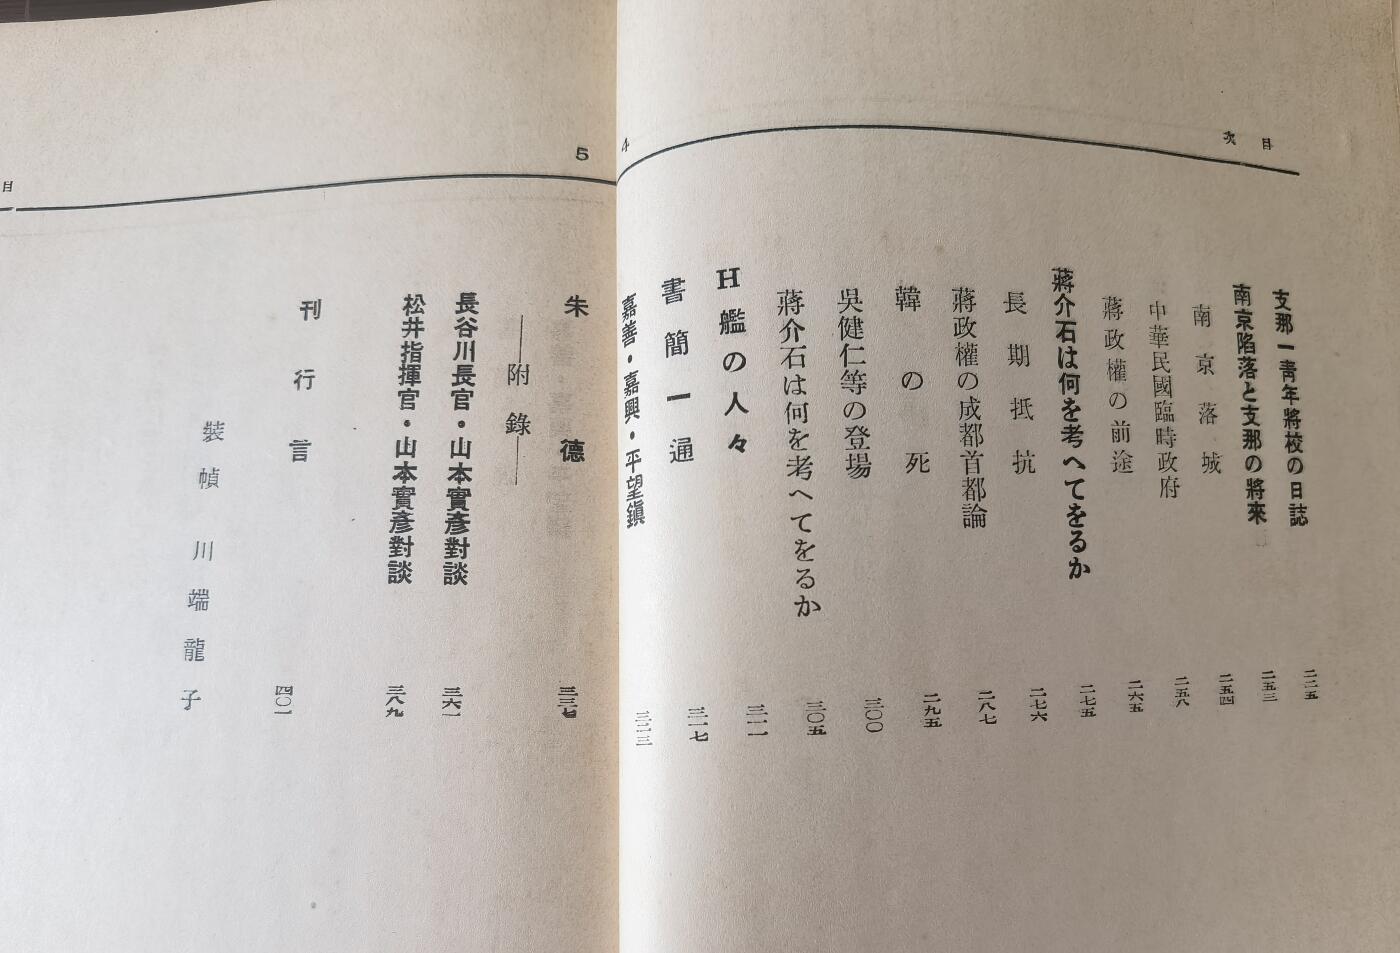 目次
4
支那一靑年將校の日誌 二二五
南京陷落と支那の將來 二五三
南京落城 二五四
中華民國臨時政府 二五八
蔣政權の前途 二六五
蔣介石は何を考へてをるか 二七五
長期抵抗 二七六
蔣政權の成都首都論 二八七
韓の死 二九五
吳健仁等の登場 三〇〇
蔣介石は何を考へてをるか 三〇五
H艦の人々 三一一
書簡一通 三一七
嘉善・嘉興・平望鎭 三二三
5
目
朱德 三三七
——附錄——
長谷川長官・山本實彥對談 三六一
松井指揮官・山本實彥對談 三八九
刊行言 四〇一
裝幀 川端龍子